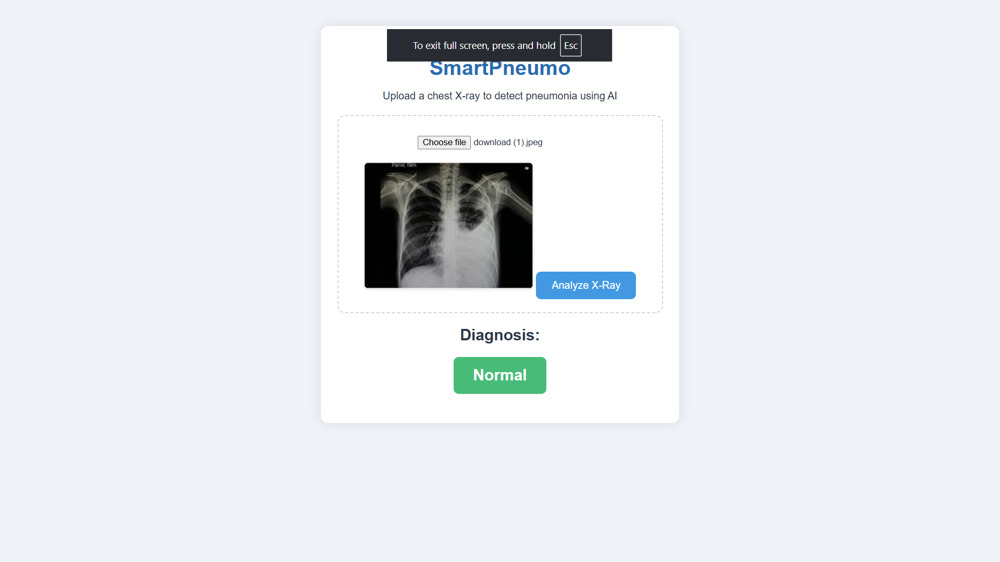 To exit full screen, press and hold Esc
SmartPneumo
Upload a chest X-ray to detect pneumonia using AI
Choose file download (1).jpeg
Panic film
Analyze X-Ray
Diagnosis:
Normal